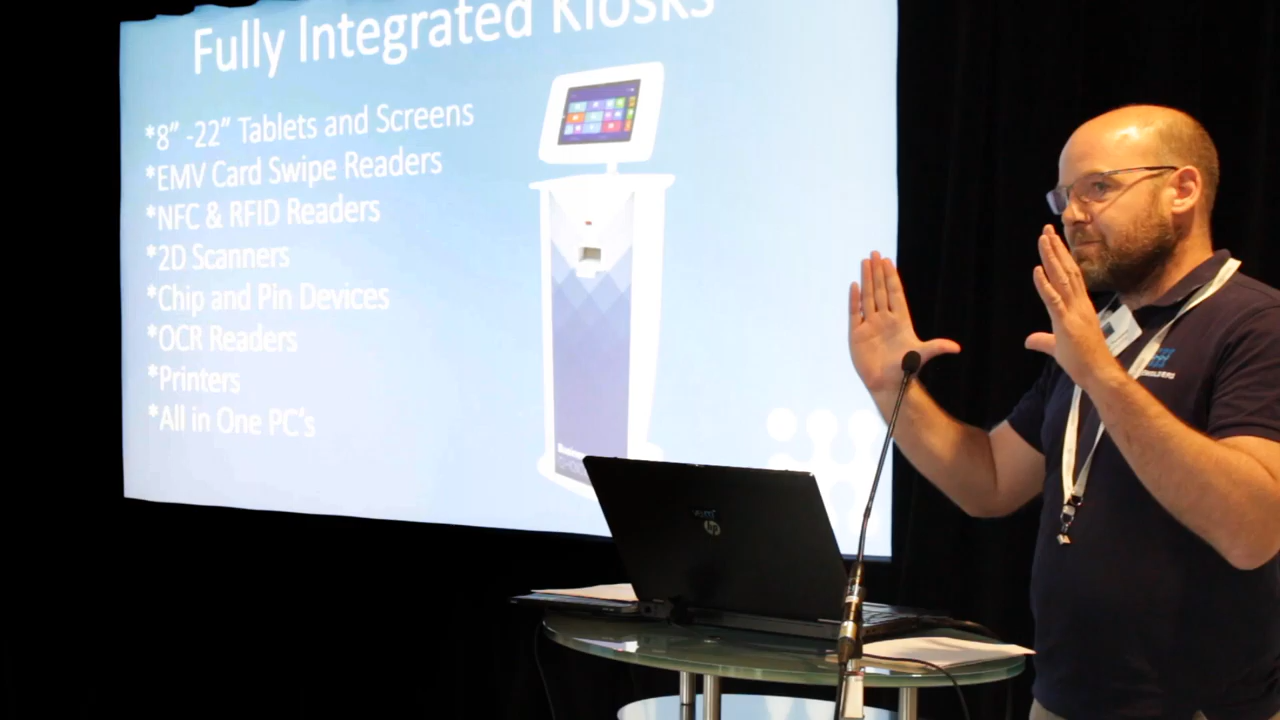 Fully Integrated Kiosks
*8” -22” Tablets and Screens
*EMV Card Swipe Readers
*NFC & RFID Readers
*2D Scanners
*Chip and Pin Devices
*OCR Readers
*Printers
*All in One PC’s
hp